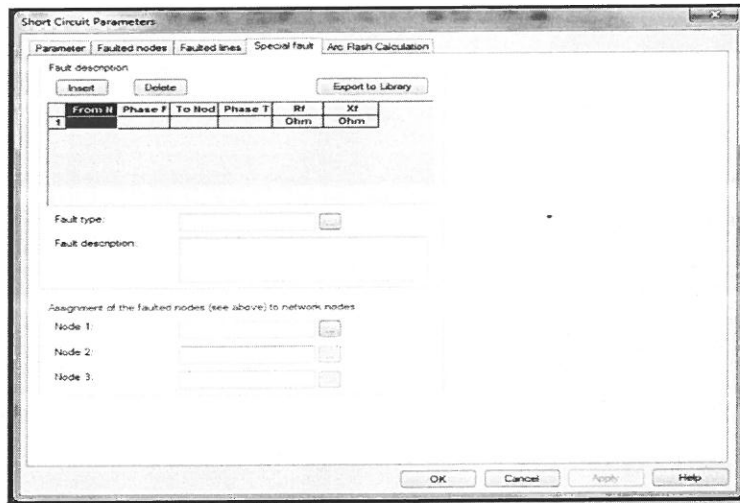 Short Circuit Parameters
Parameter Faulted nodes Faulted lines Special fault Arc Flash Calculation
Fault description
Insert Delete Export to Library
From N Phase F To Nod Phase T Rf Xf
1 Ohm Ohm
Fault type: ...
Fault description:
Assignment of the faulted nodes (see above) to network nodes
Node 1: ...
Node 2: ...
Node 3: ...
OK Cancel Apply Help